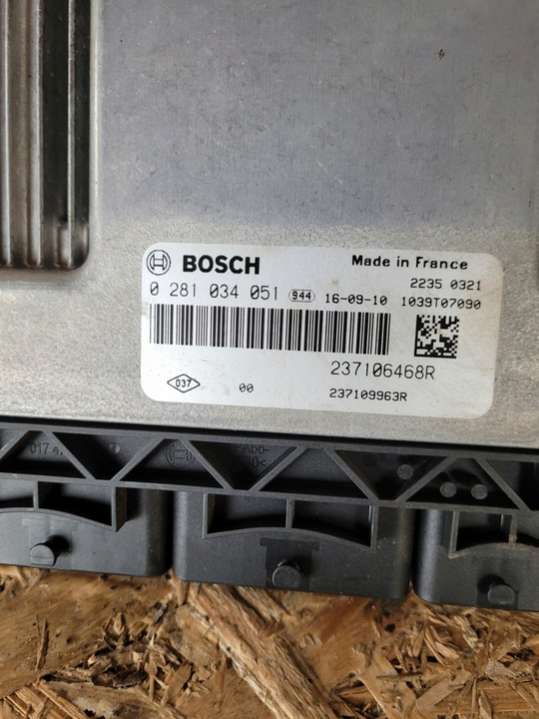 BOSCH
Made in France
0 281 034 051 944 16-09-10
2235 0321
1039T07090
237106468R
037 00 237109963R